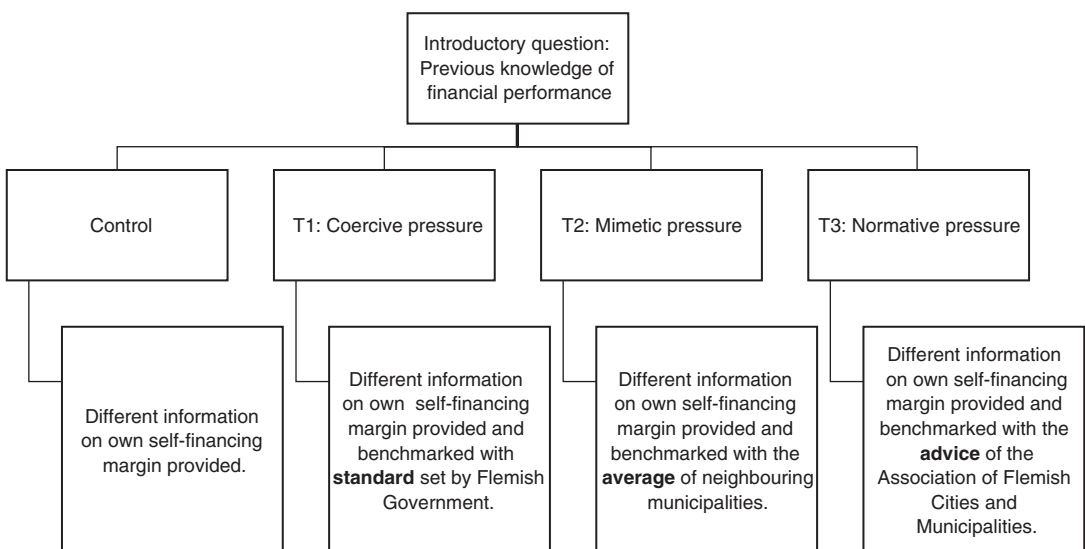 Introductory question:
Previous knowledge of
financial performance
Control
T1: Coercive pressure
T2: Mimetic pressure
T3: Normative pressure
Different information
on own self-financing
margin provided.
Different information
on own self-financing
margin provided and
benchmarked with
standard set by Flemish
Government.
Different information
on own self-financing
margin provided and
benchmarked with the
average of neighbouring
municipalities.
Different information
on own self-financing
margin provided and
benchmarked with the
advice of the
Association of Flemish
Cities and
Municipalities.